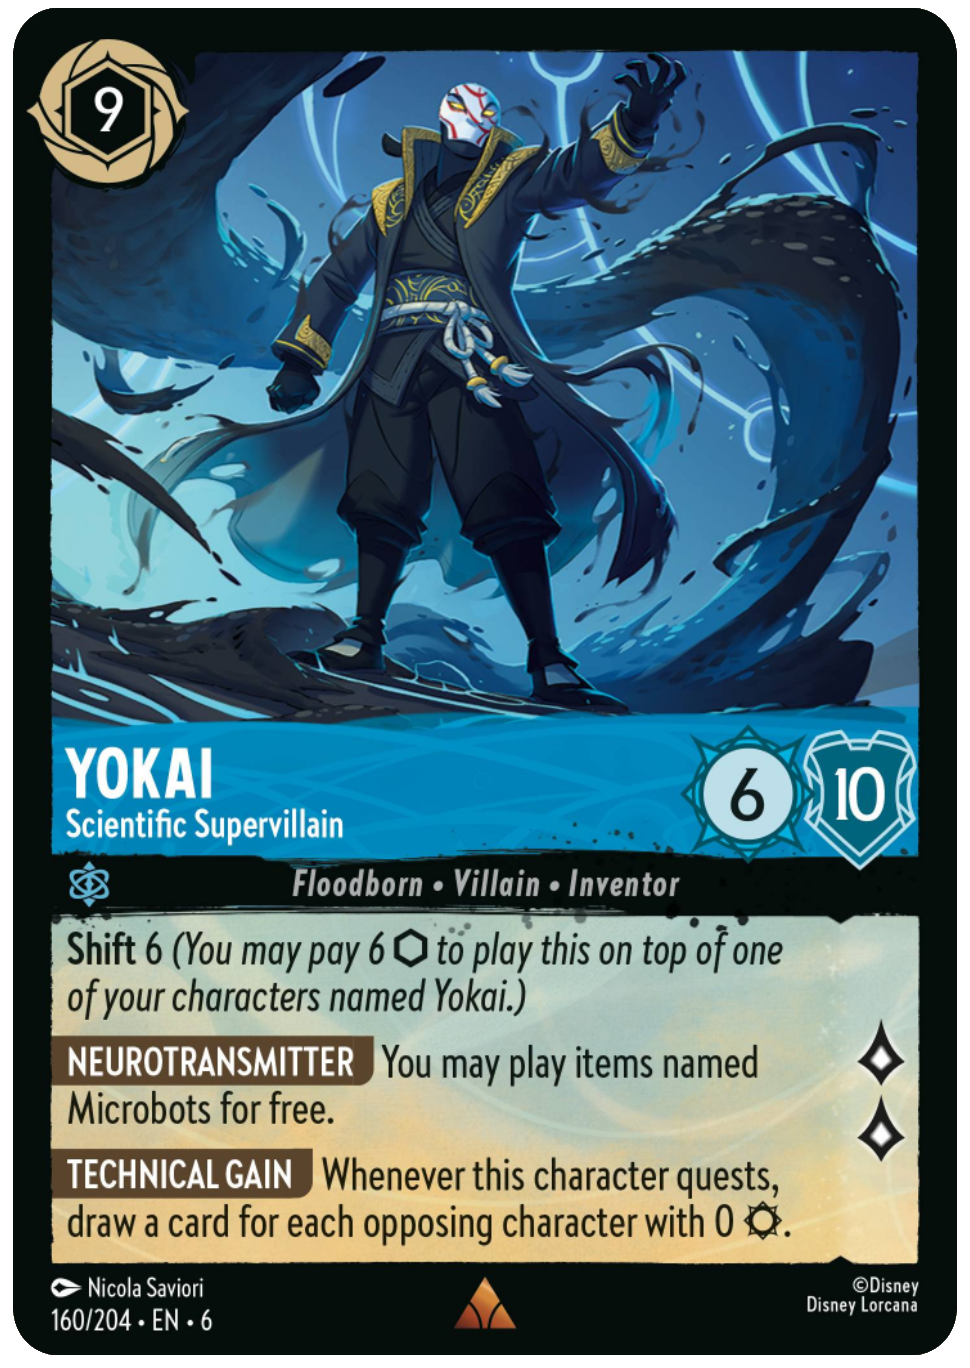 9
YOKAI
Scientific Supervillain
6
10
Floodborn • Villain • Inventor
Shift 6 (You may pay 6 ⬡ to play this on top of one
of your characters named Yokai.)
NEUROTRANSMITTER You may play items named
Microbots for free.
TECHNICAL GAIN Whenever this character quests,
draw a card for each opposing character with 0 ¤.
Nicola Saviori
160/204 • EN • 6
©Disney
Disney Lorcana